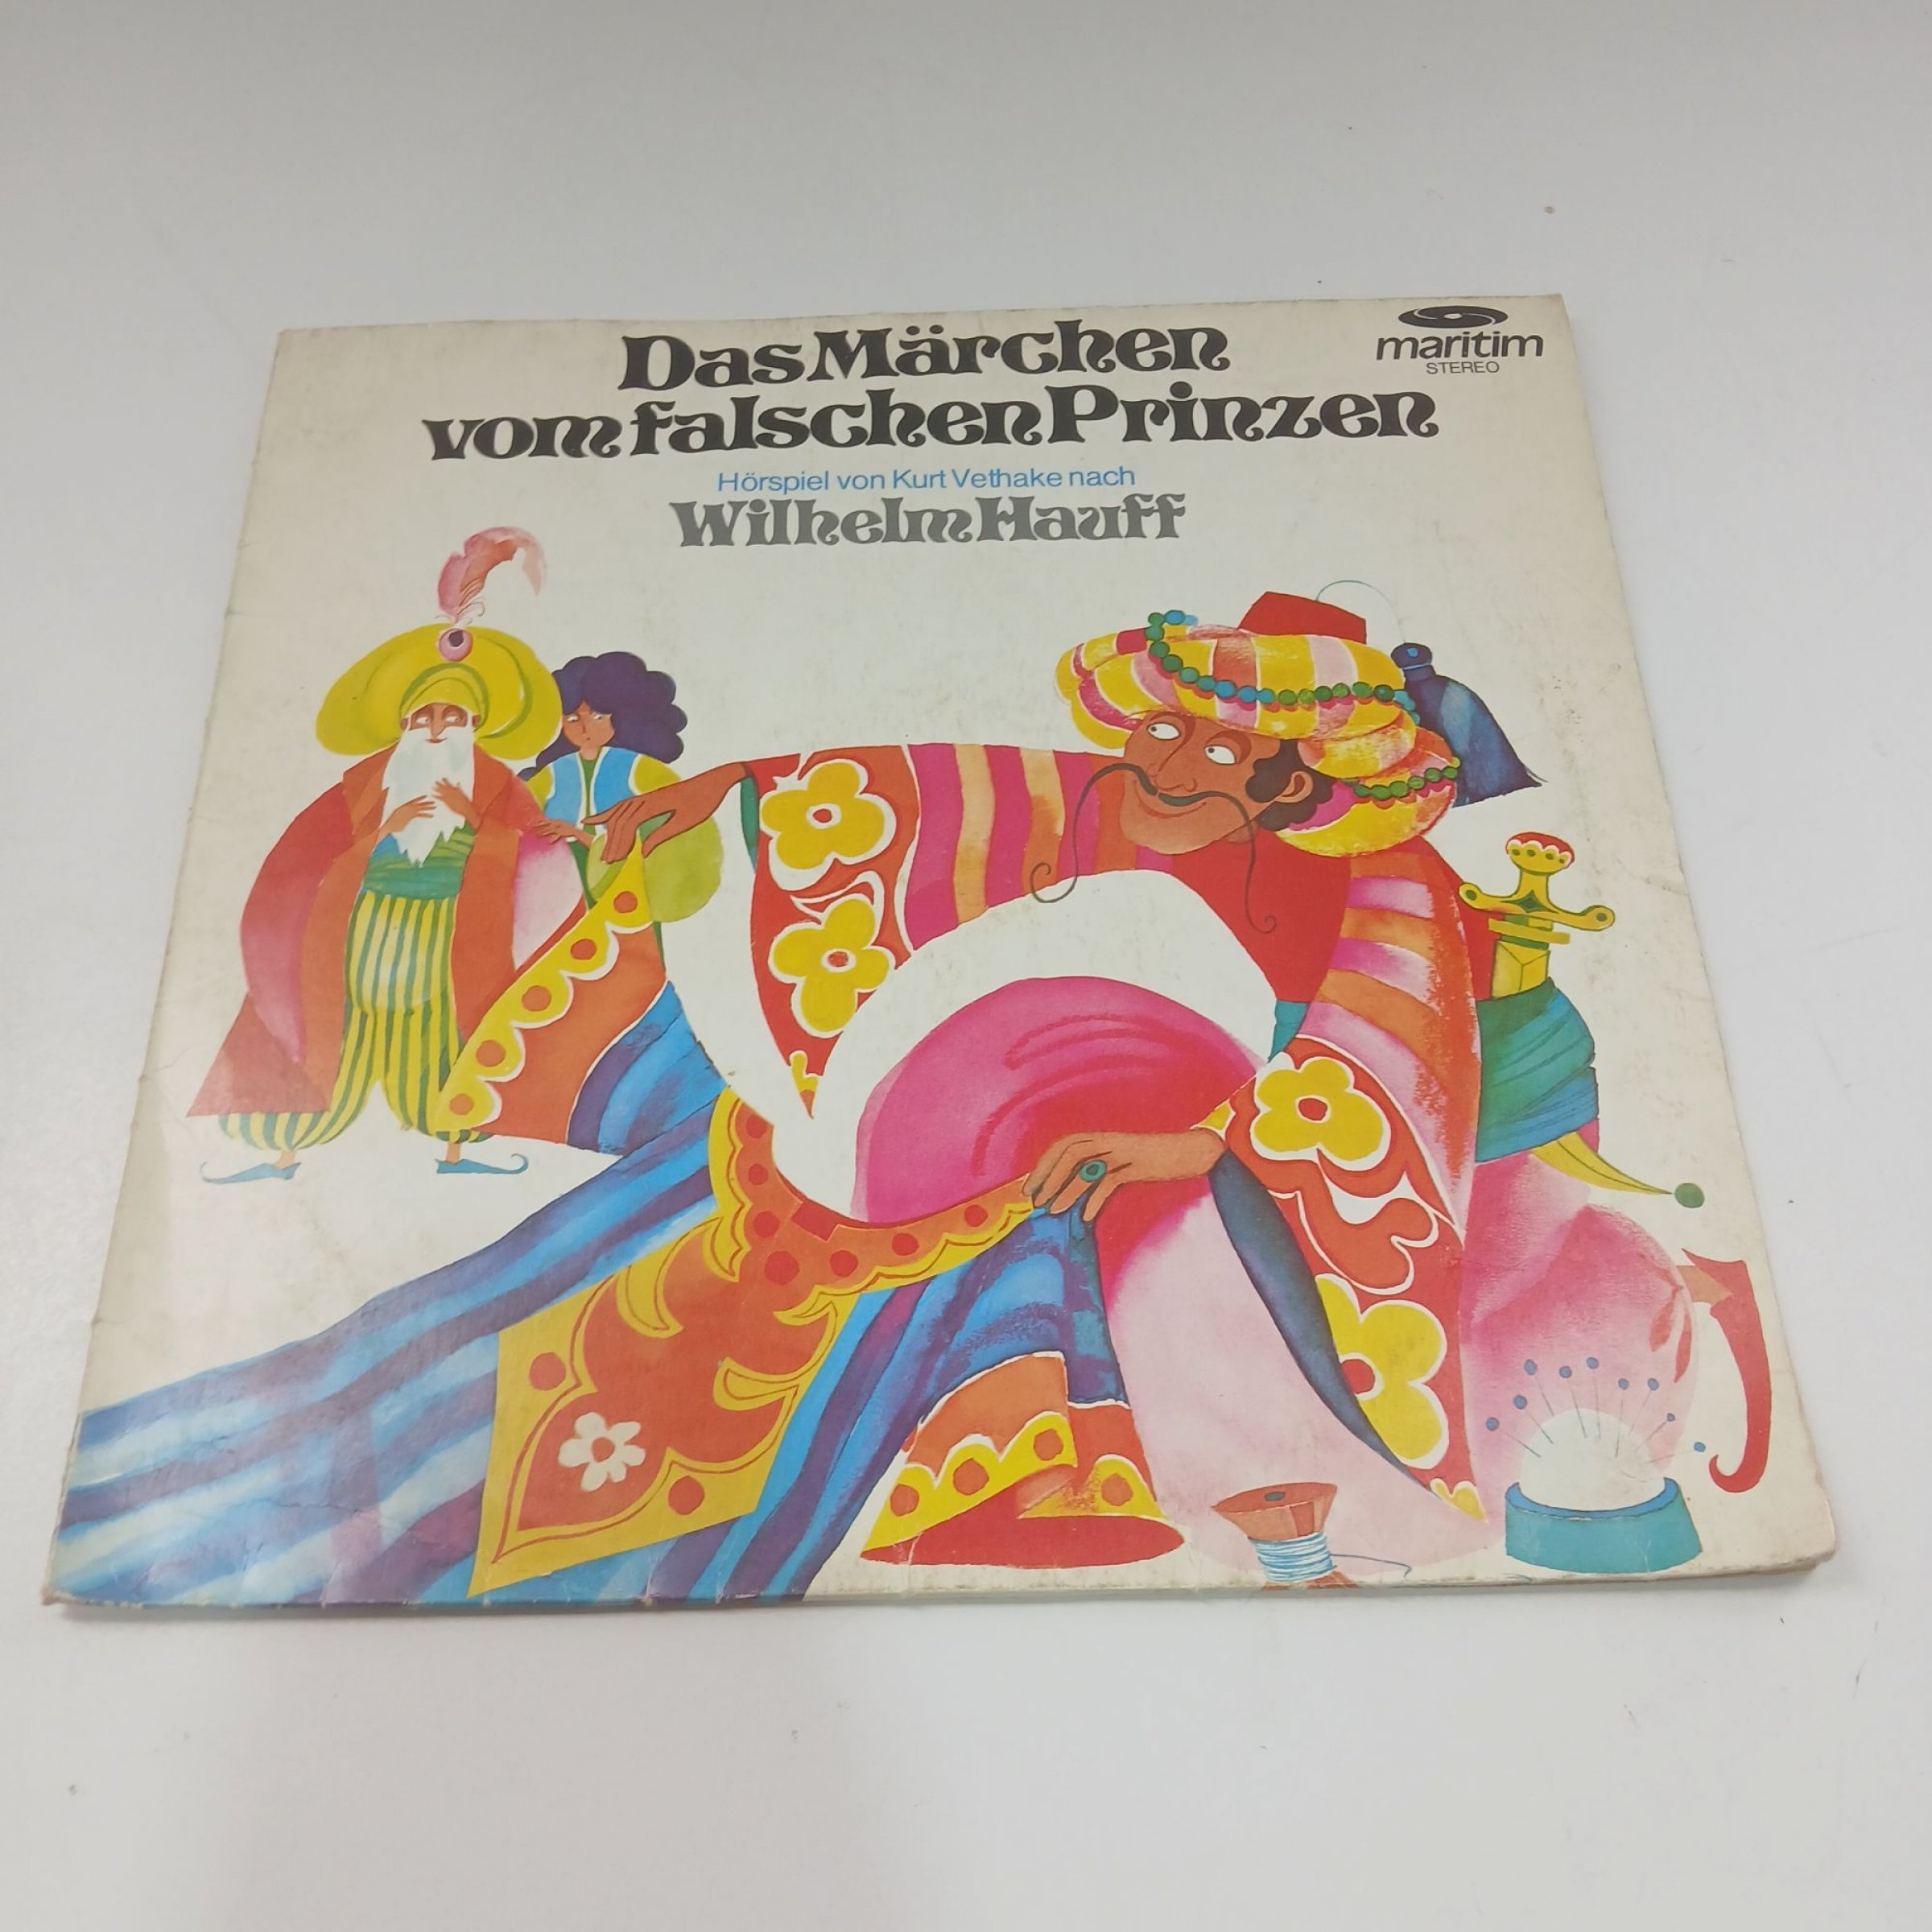 Das Märchen
vom falschen Prinzen
maritim
STEREO
Hörspiel von Kurt Vethake nach
Wilhelm Hauff